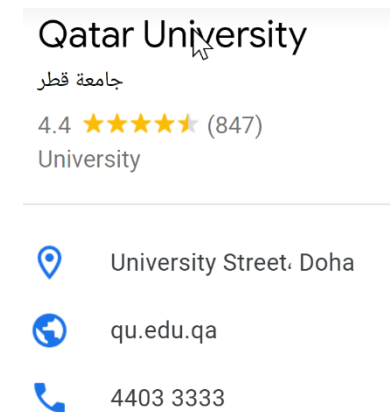 Qatar University
جامعة قطر
4.4 (847)
University
University Street، Doha
qu.edu.qa
4403 3333